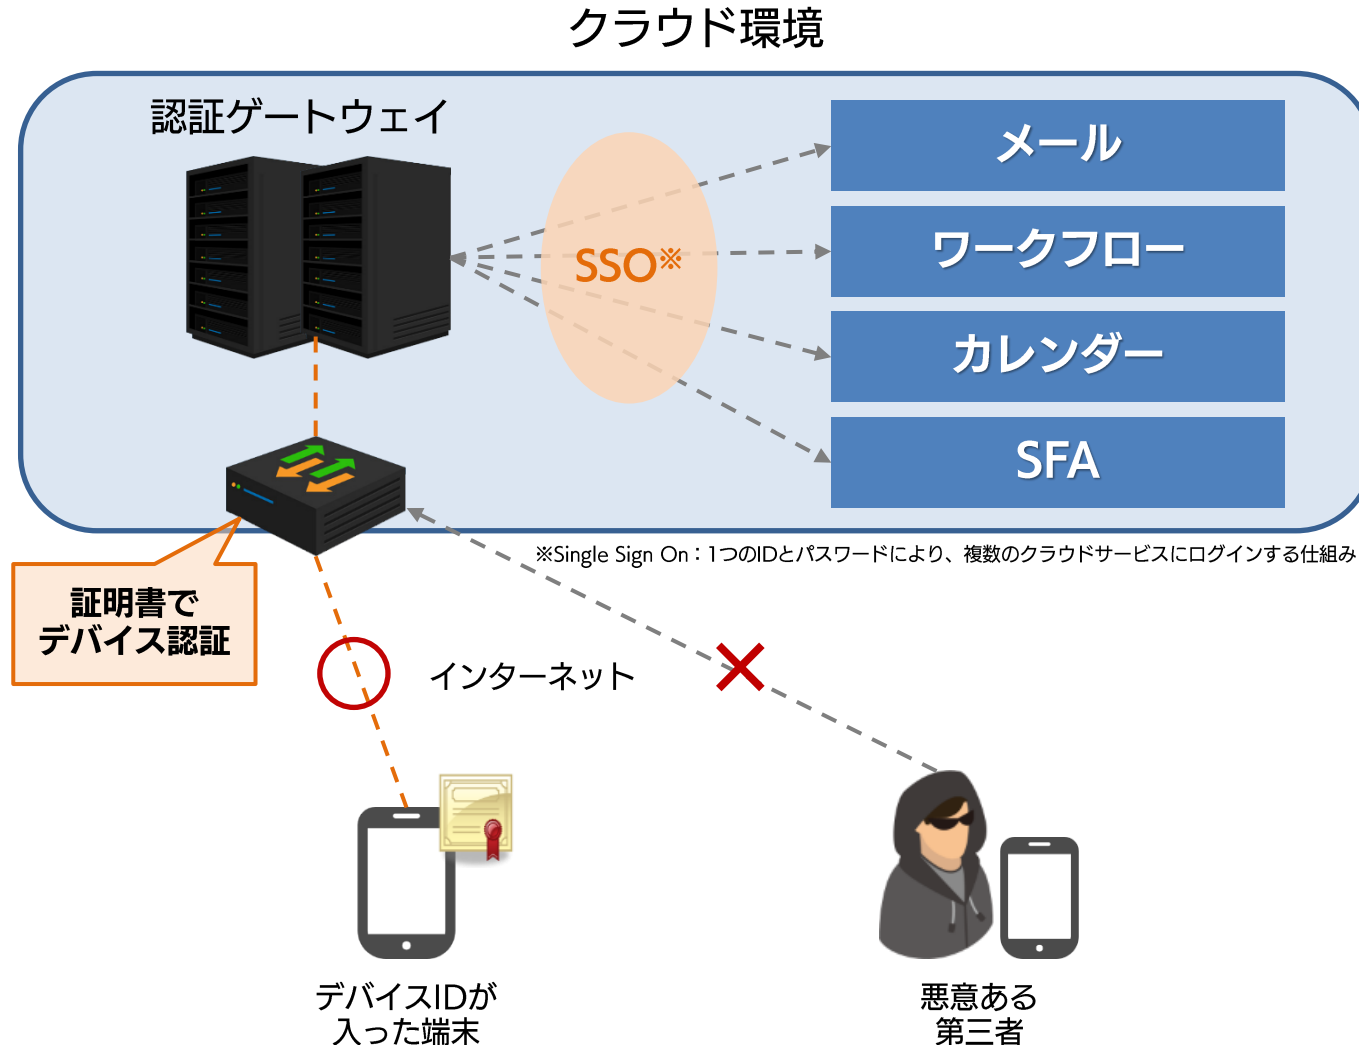 クラウド環境
認証ゲートウェイ
メール
ワークフロー
カレンダー
SFA
SSO※
※Single Sign On：1つのIDとパスワードにより、複数のクラウドサービスにログインする仕組み
証明書で
デバイス認証
インターネット
デバイスIDが
入った端末
悪意ある
第三者